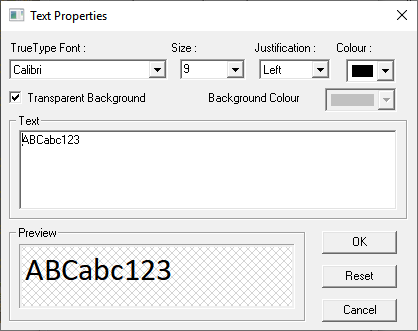 Text Properties
TrueType Font : Size : Justification : Colour :
Calibri 9 Left
Transparent Background Background Colour
Text
ABCabc123
Preview
ABCabc123
OK
Reset
Cancel